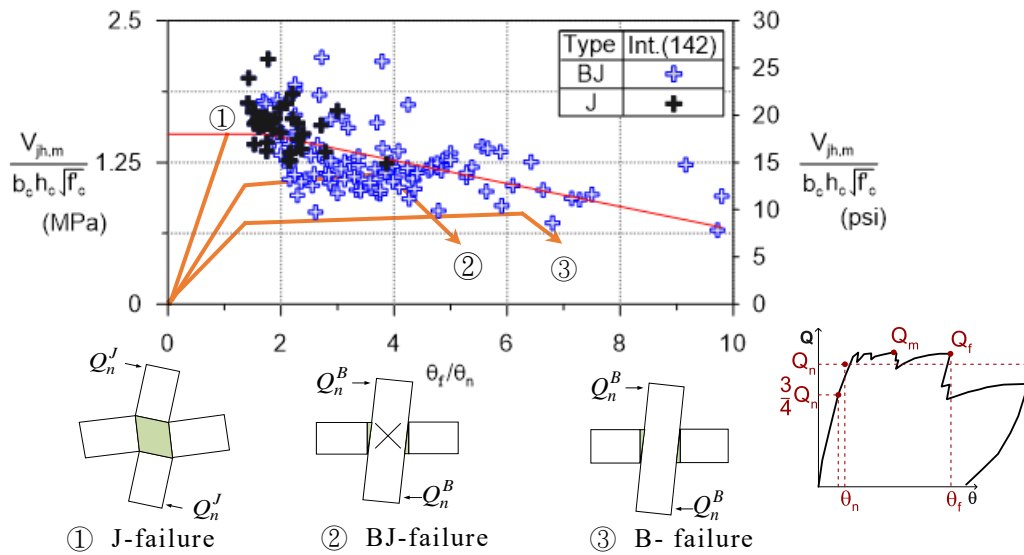 2.5
1.25
0
V_jh,m
b_c h_c √f'_c
(MPa)
30
25
20
15
10
5
0
V_jh,m
b_c h_c √f'_c
(psi)
Type Int.(142)
BJ
J
①
②
③
0 2 4 6 8 10
θ_f/θ_n
Q_n^J
Q_n^J
① J-failure
Q_n^B
Q_n^B
② BJ-failure
Q_n^B
Q_n^B
③ B- failure
Q
Q_m
Q_f
Q_n
3/4 Q_n
θ_n
θ_f θ